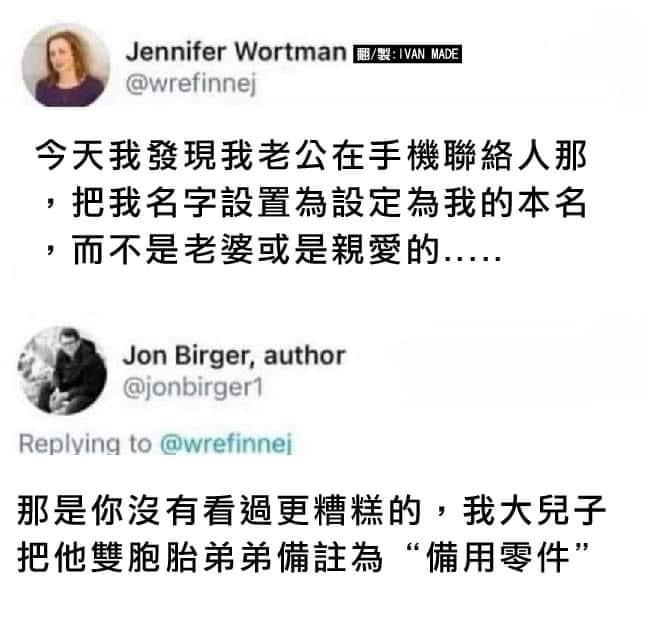 Jennifer Wortman 翻/製:IVAN MADE
@wrefinnej
今天我發現我老公在手機聯絡人那
，把我名字設置為設定為我的本名
，而不是老婆或是親愛的.....
Jon Birger, author
@jonbirger1
Replying to @wrefinnej
那是你沒有看過更糟糕的，我大兒子
把他雙胞胎弟弟備註為“備用零件”